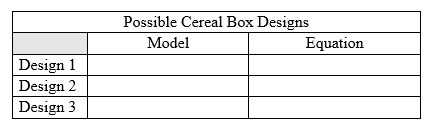 Possible Cereal Box Designs
Model Equation
Design 1
Design 2
Design 3